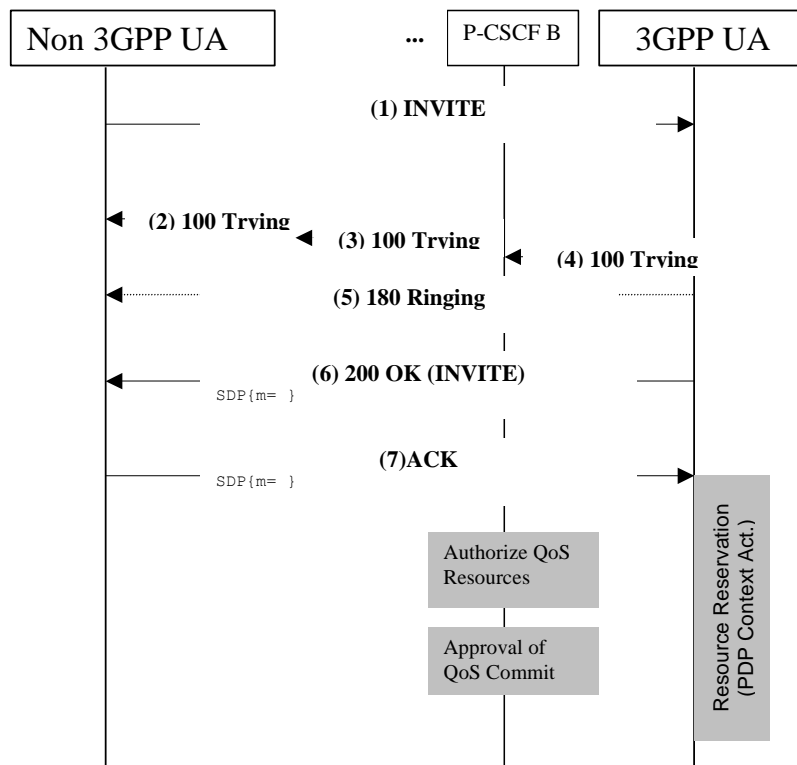 Non 3GPP UA
...
P-CSCF B
3GPP UA
(1) INVITE
(2) 100 Trying
(3) 100 Trying
(4) 100 Trying
(5) 180 Ringing
(6) 200 OK (INVITE)
SDP{m= }
(7)ACK
SDP{m= }
Authorize QoS
Resources
Approval of
QoS Commit
Resource Reservation
(PDP Context Act.)